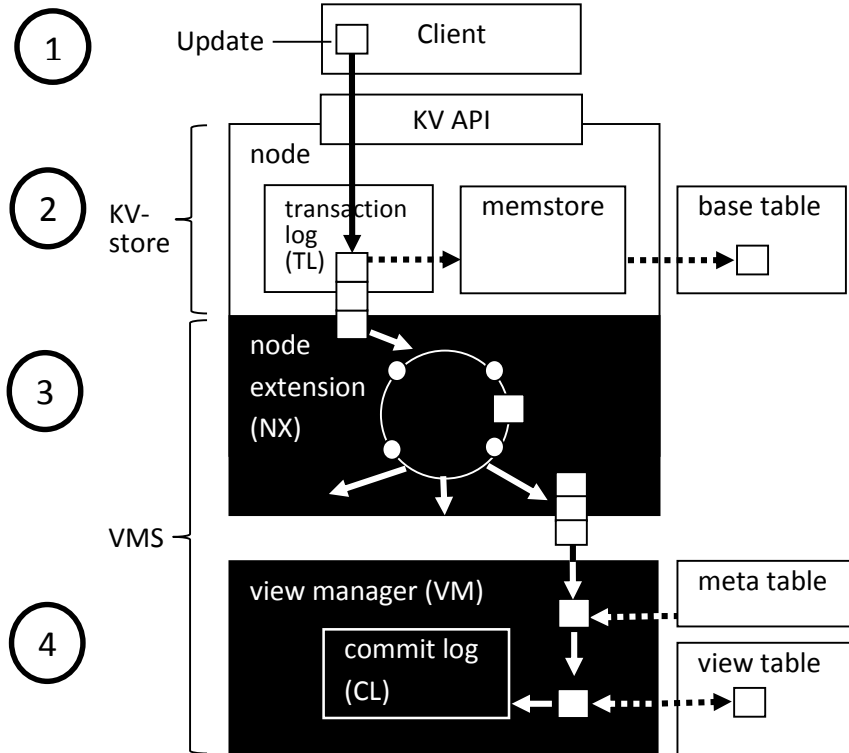 1
Update
Client
KV API
node
2
KV-
store
transaction
log
(TL)
memstore
base table
3
node
extension
(NX)
VMS
view manager (VM)
meta table
4
commit log
(CL)
view table